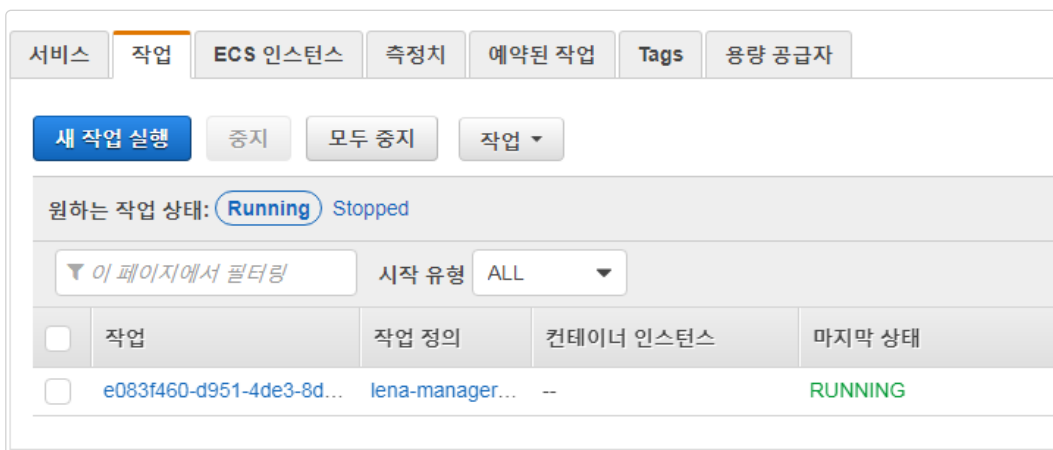 서비스 작업 ECS 인스턴스 측정치 예약된 작업 Tags 용량 공급자
새 작업 실행 중지 모두 중지 작업
원하는 작업 상태: Running Stopped
이 페이지에서 필터링 시작 유형 ALL
작업 작업 정의 컨테이너 인스턴스 마지막 상태
e083f460-d951-4de3-8d... lena-manager... -- RUNNING